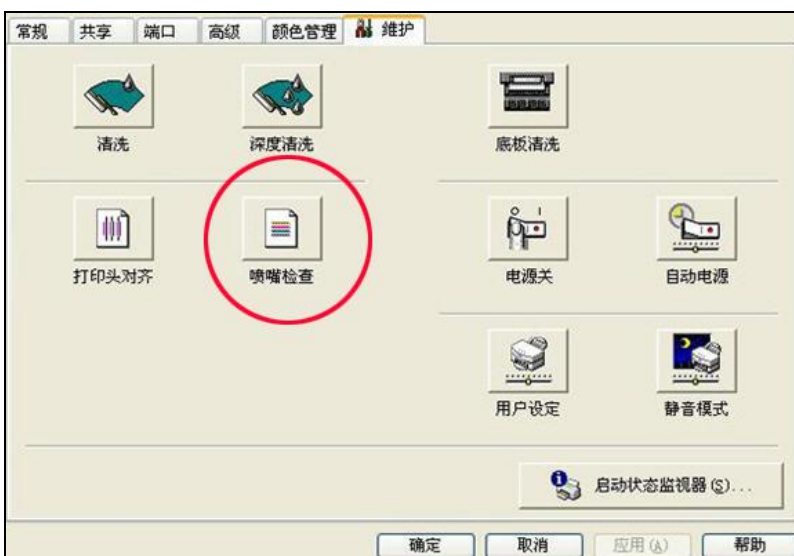 常规 共享 端口 高级 颜色管理 维护
清洗 深度清洗 底板清洗
打印头对齐 喷嘴检查 电源关 自动电源
用户设定 静音模式
启动状态监视器(S)...
确定 取消 应用(A) 帮助